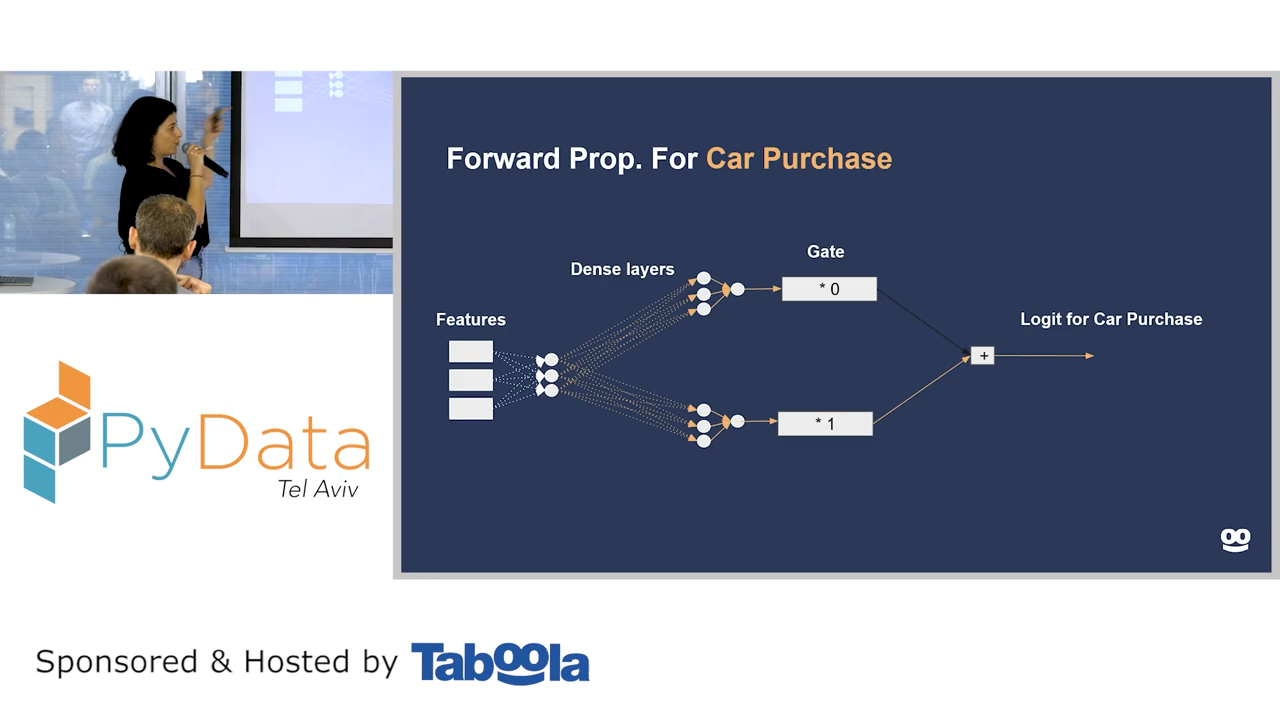 Forward Prop. For Car Purchase
Gate
Dense layers
* 0
Features
Logit for Car Purchase
+
* 1
PyData
Tel Aviv
Sponsored & Hosted by Taboola